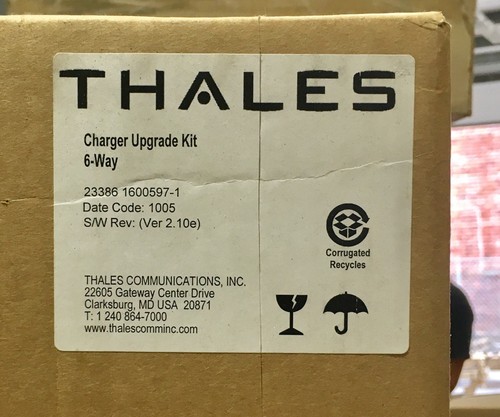 THALES
Charger Upgrade Kit
6-Way
23386 1600597-1
Date Code: 1005
S/W Rev: (Ver 2.10e)
Corrugated
Recycles
THALES COMMUNICATIONS, INC.
22605 Gateway Center Drive
Clarksburg, MD USA 20871
T: 1 240 864-7000
www.thalescomminc.com